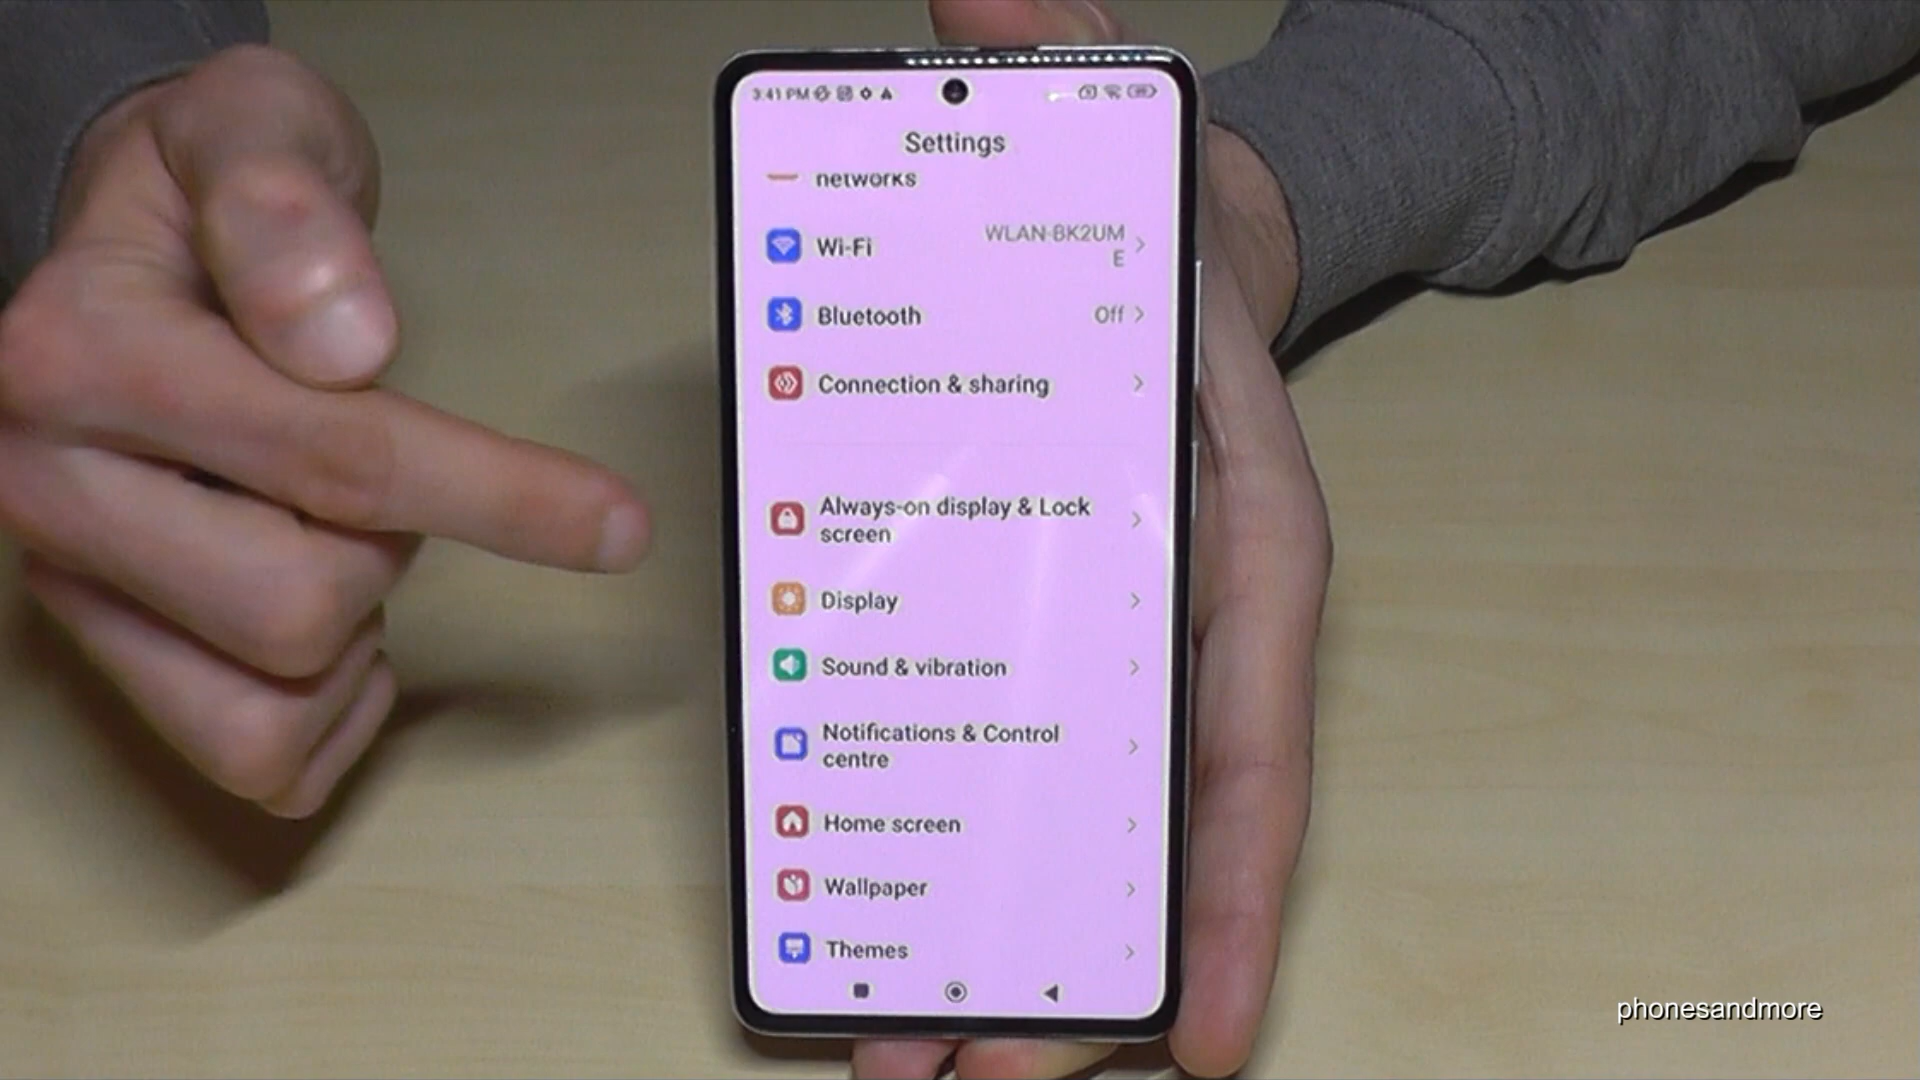 3:41 PM
Settings
networks
Wi-Fi
WLAN-BK2UM
E
Bluetooth
Off
Connection & sharing
Always-on display & Lock
screen
Display
Sound & vibration
Notifications & Control
centre
Home screen
Wallpaper
Themes
phonesandmore